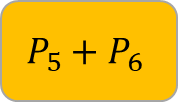 P₅ + P₆